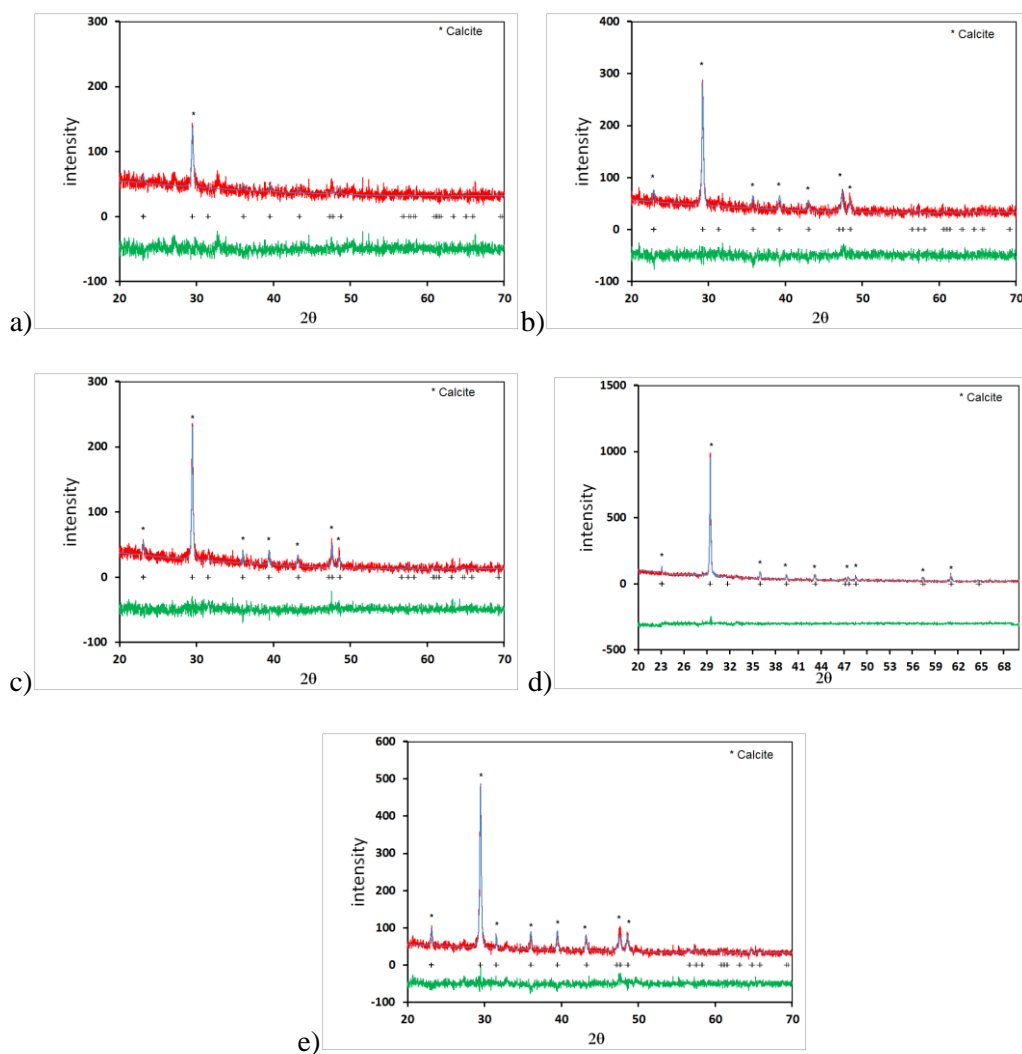 a)
300
200
100
0
-100
intensity
* Calcite
*
20 30 40 50 60 70
2θ
b)
400
300
200
100
0
-100
intensity
* Calcite
*
* * * * * *
20 30 40 50 60 70
2θ
c)
300
200
100
0
-100
intensity
* Calcite
*
* * * * * *
20 30 40 50 60 70
2θ
d)
1500
1000
500
0
-500
intensity
* Calcite
*
* * * * * * * *
20 23 26 29 32 35 38 41 44 47 50 53 56 59 62 65 68
2θ
e)
600
500
400
300
200
100
0
-100
intensity
* Calcite
*
* * * * * * *
20 30 40 50 60 70
2θ